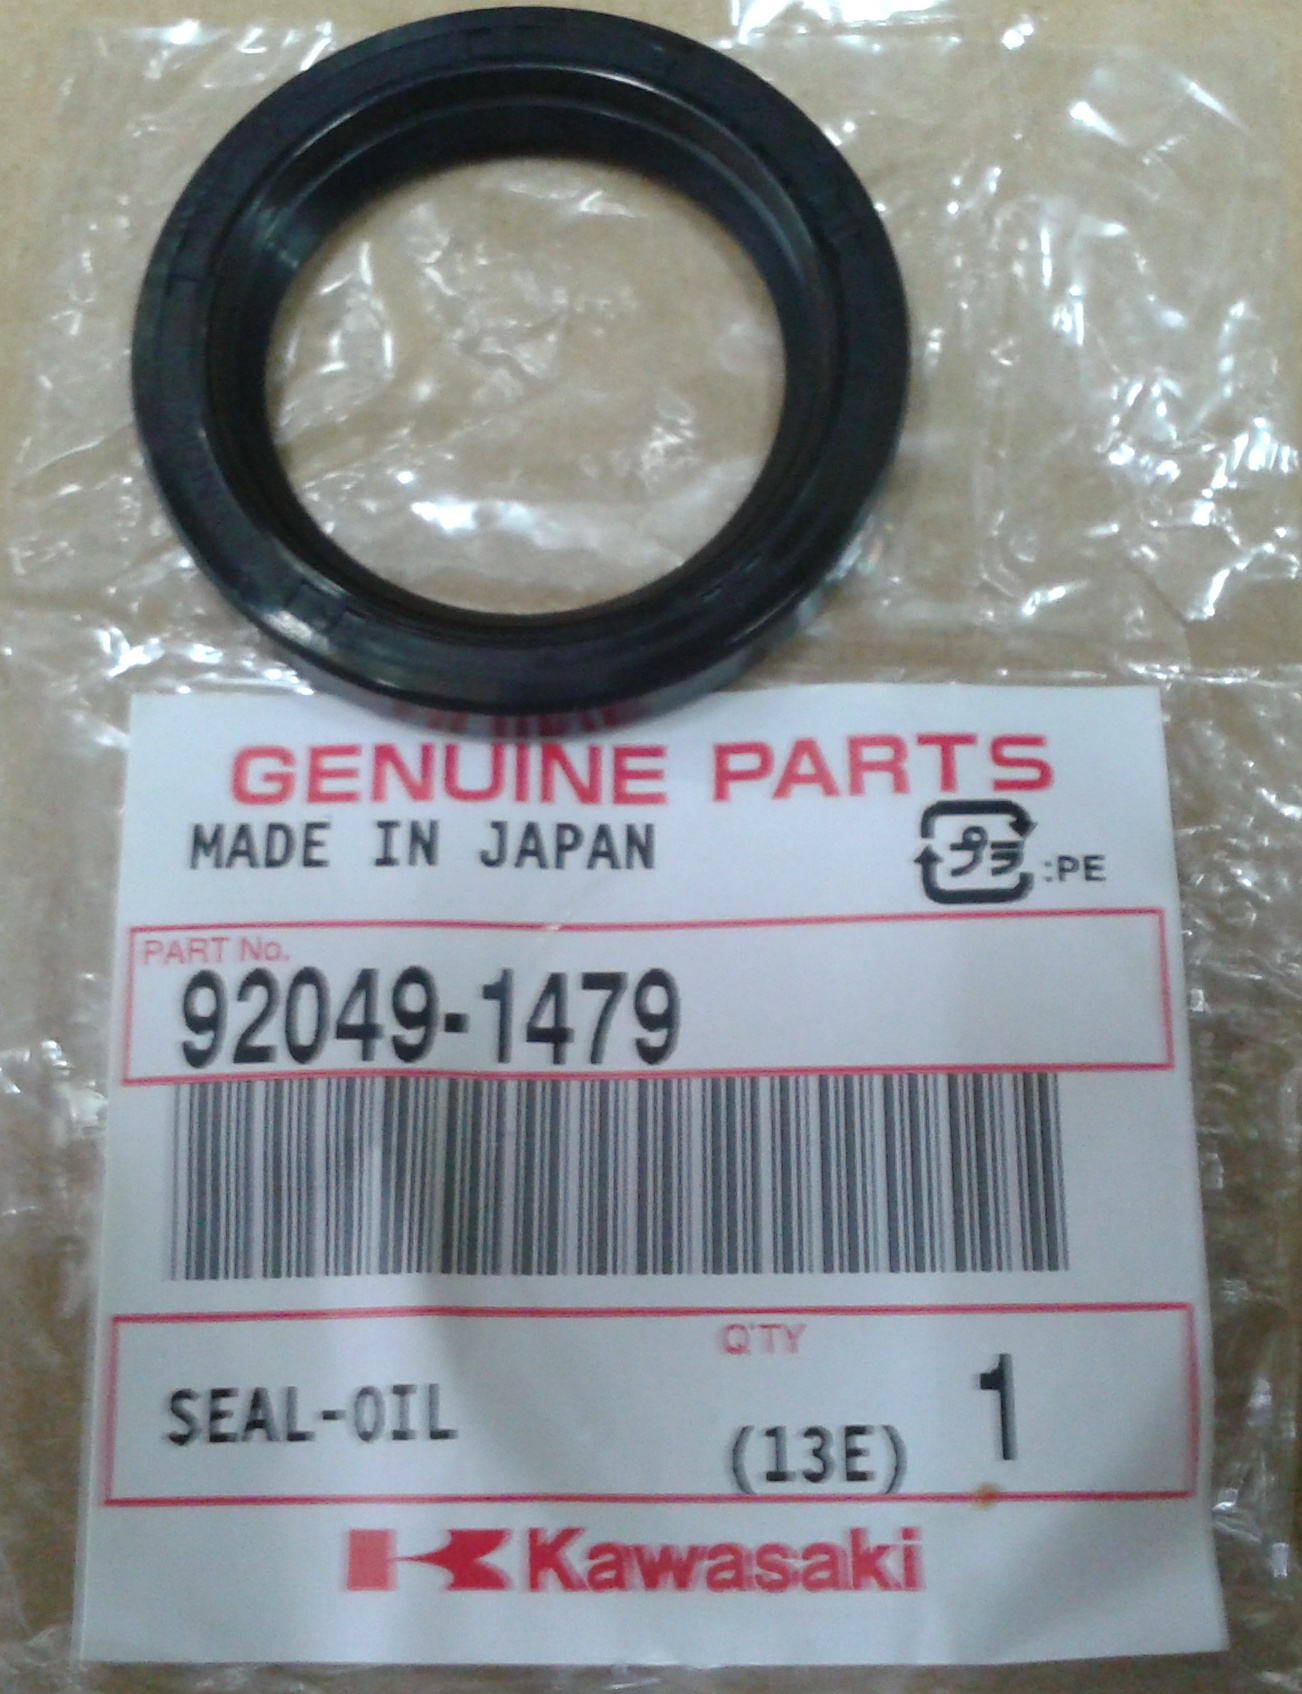 GENUINE PARTS
MADE IN JAPAN
プラ :PE
PART No.
92049-1479
Q'TY
SEAL-OIL (13E) 1
Kawasaki